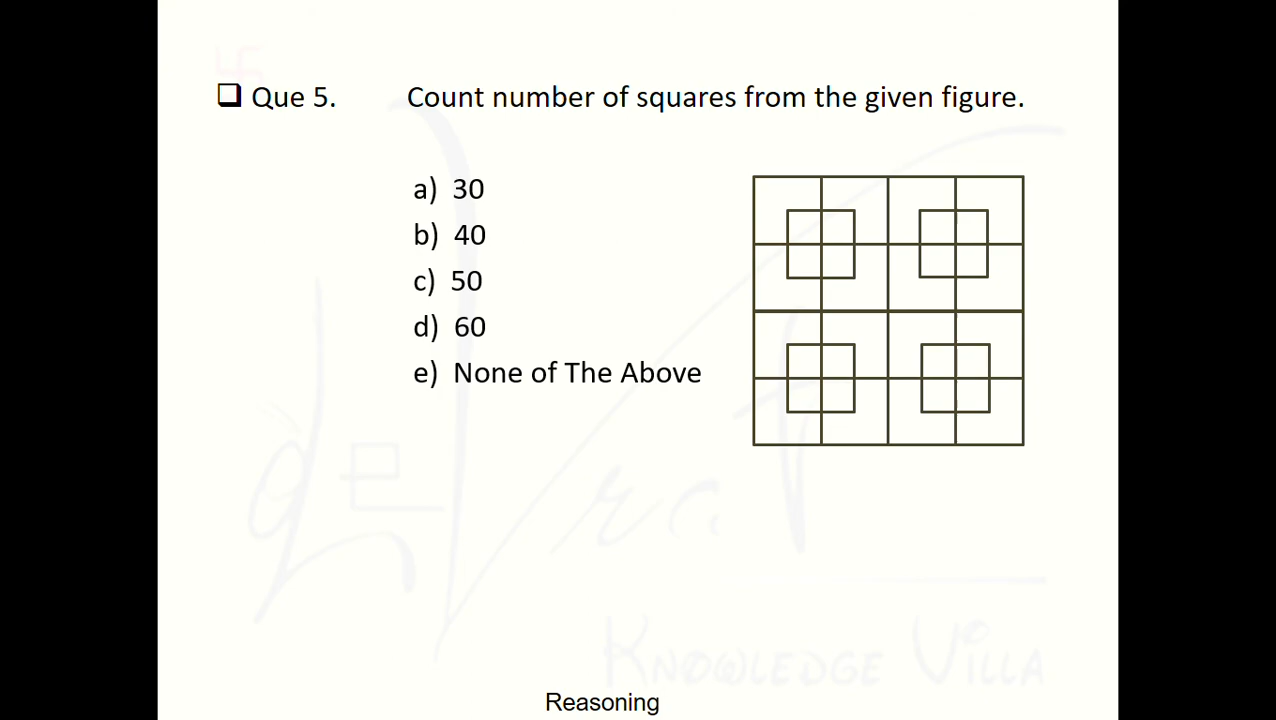 ❑ Que 5. Count number of squares from the given figure.
a) 30
b) 40
c) 50
d) 60
e) None of The Above
KNOWLEDGE VILLA
Reasoning